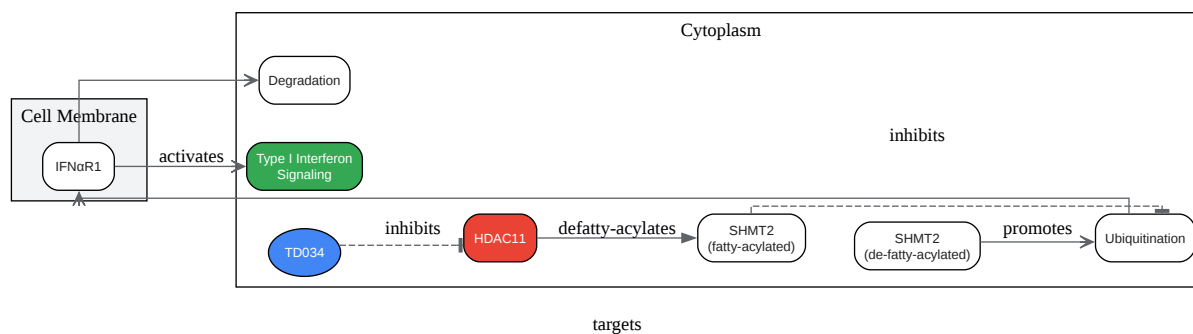 Cytoplasm
Degradation
Cell Membrane
inhibits
IFNαR1
activates
Type I Interferon
Signaling
TD034
inhibits
HDAC11
defatty-acylates
SHMT2
(fatty-acylated)
SHMT2
(de-fatty-acylated)
promotes
Ubiquitination
targets